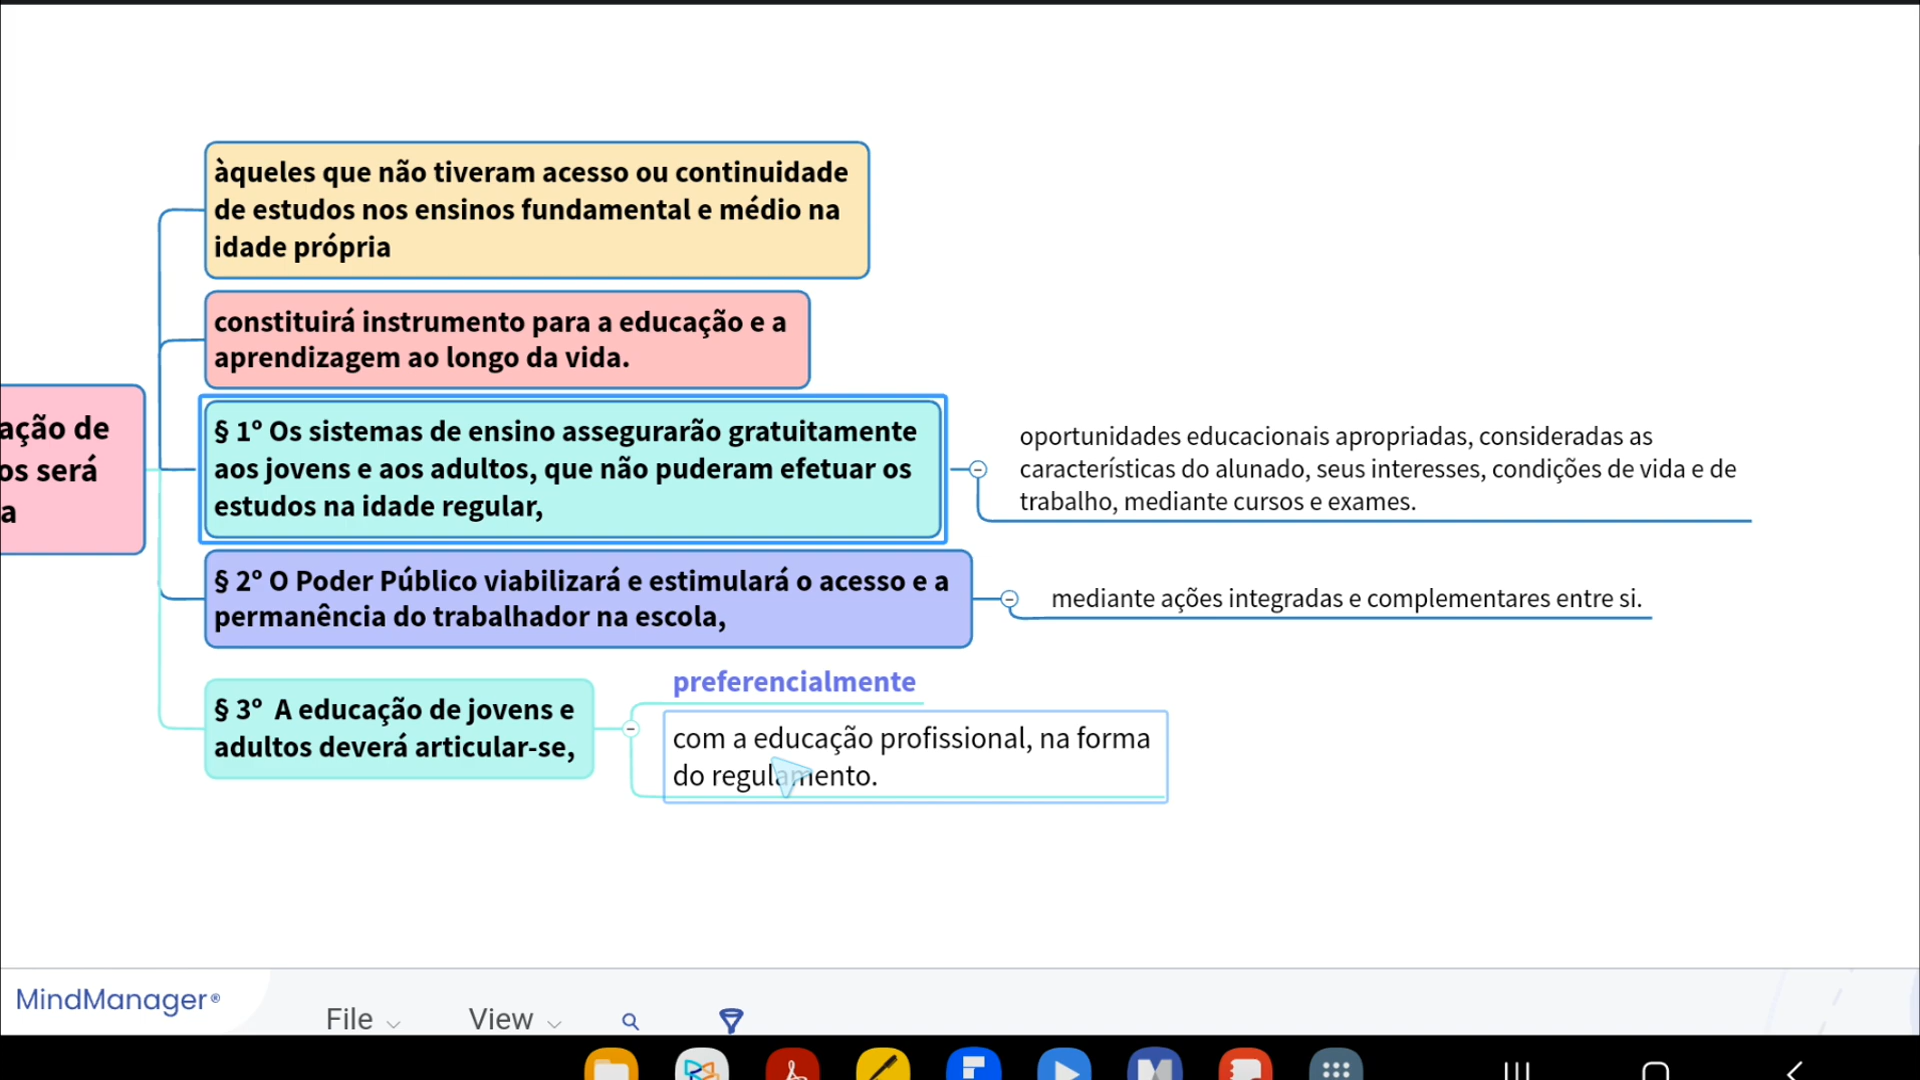 àqueles que não tiveram acesso ou continuidade
de estudos nos ensinos fundamental e médio na
idade própria
constituirá instrumento para a educação e a
aprendizagem ao longo da vida.
ação de
os será
a
§ 1º Os sistemas de ensino assegurarão gratuitamente
aos jovens e aos adultos, que não puderam efetuar os
estudos na idade regular,
oportunidades educacionais apropriadas, consideradas as
características do alunado, seus interesses, condições de vida e de
trabalho, mediante cursos e exames.
§ 2º O Poder Público viabilizará e estimulará o acesso e a
permanência do trabalhador na escola,
mediante ações integradas e complementares entre si.
§ 3º A educação de jovens e
adultos deverá articular-se,
preferencialmente
com a educação profissional, na forma
do regulamento.
MindManager®
File
View